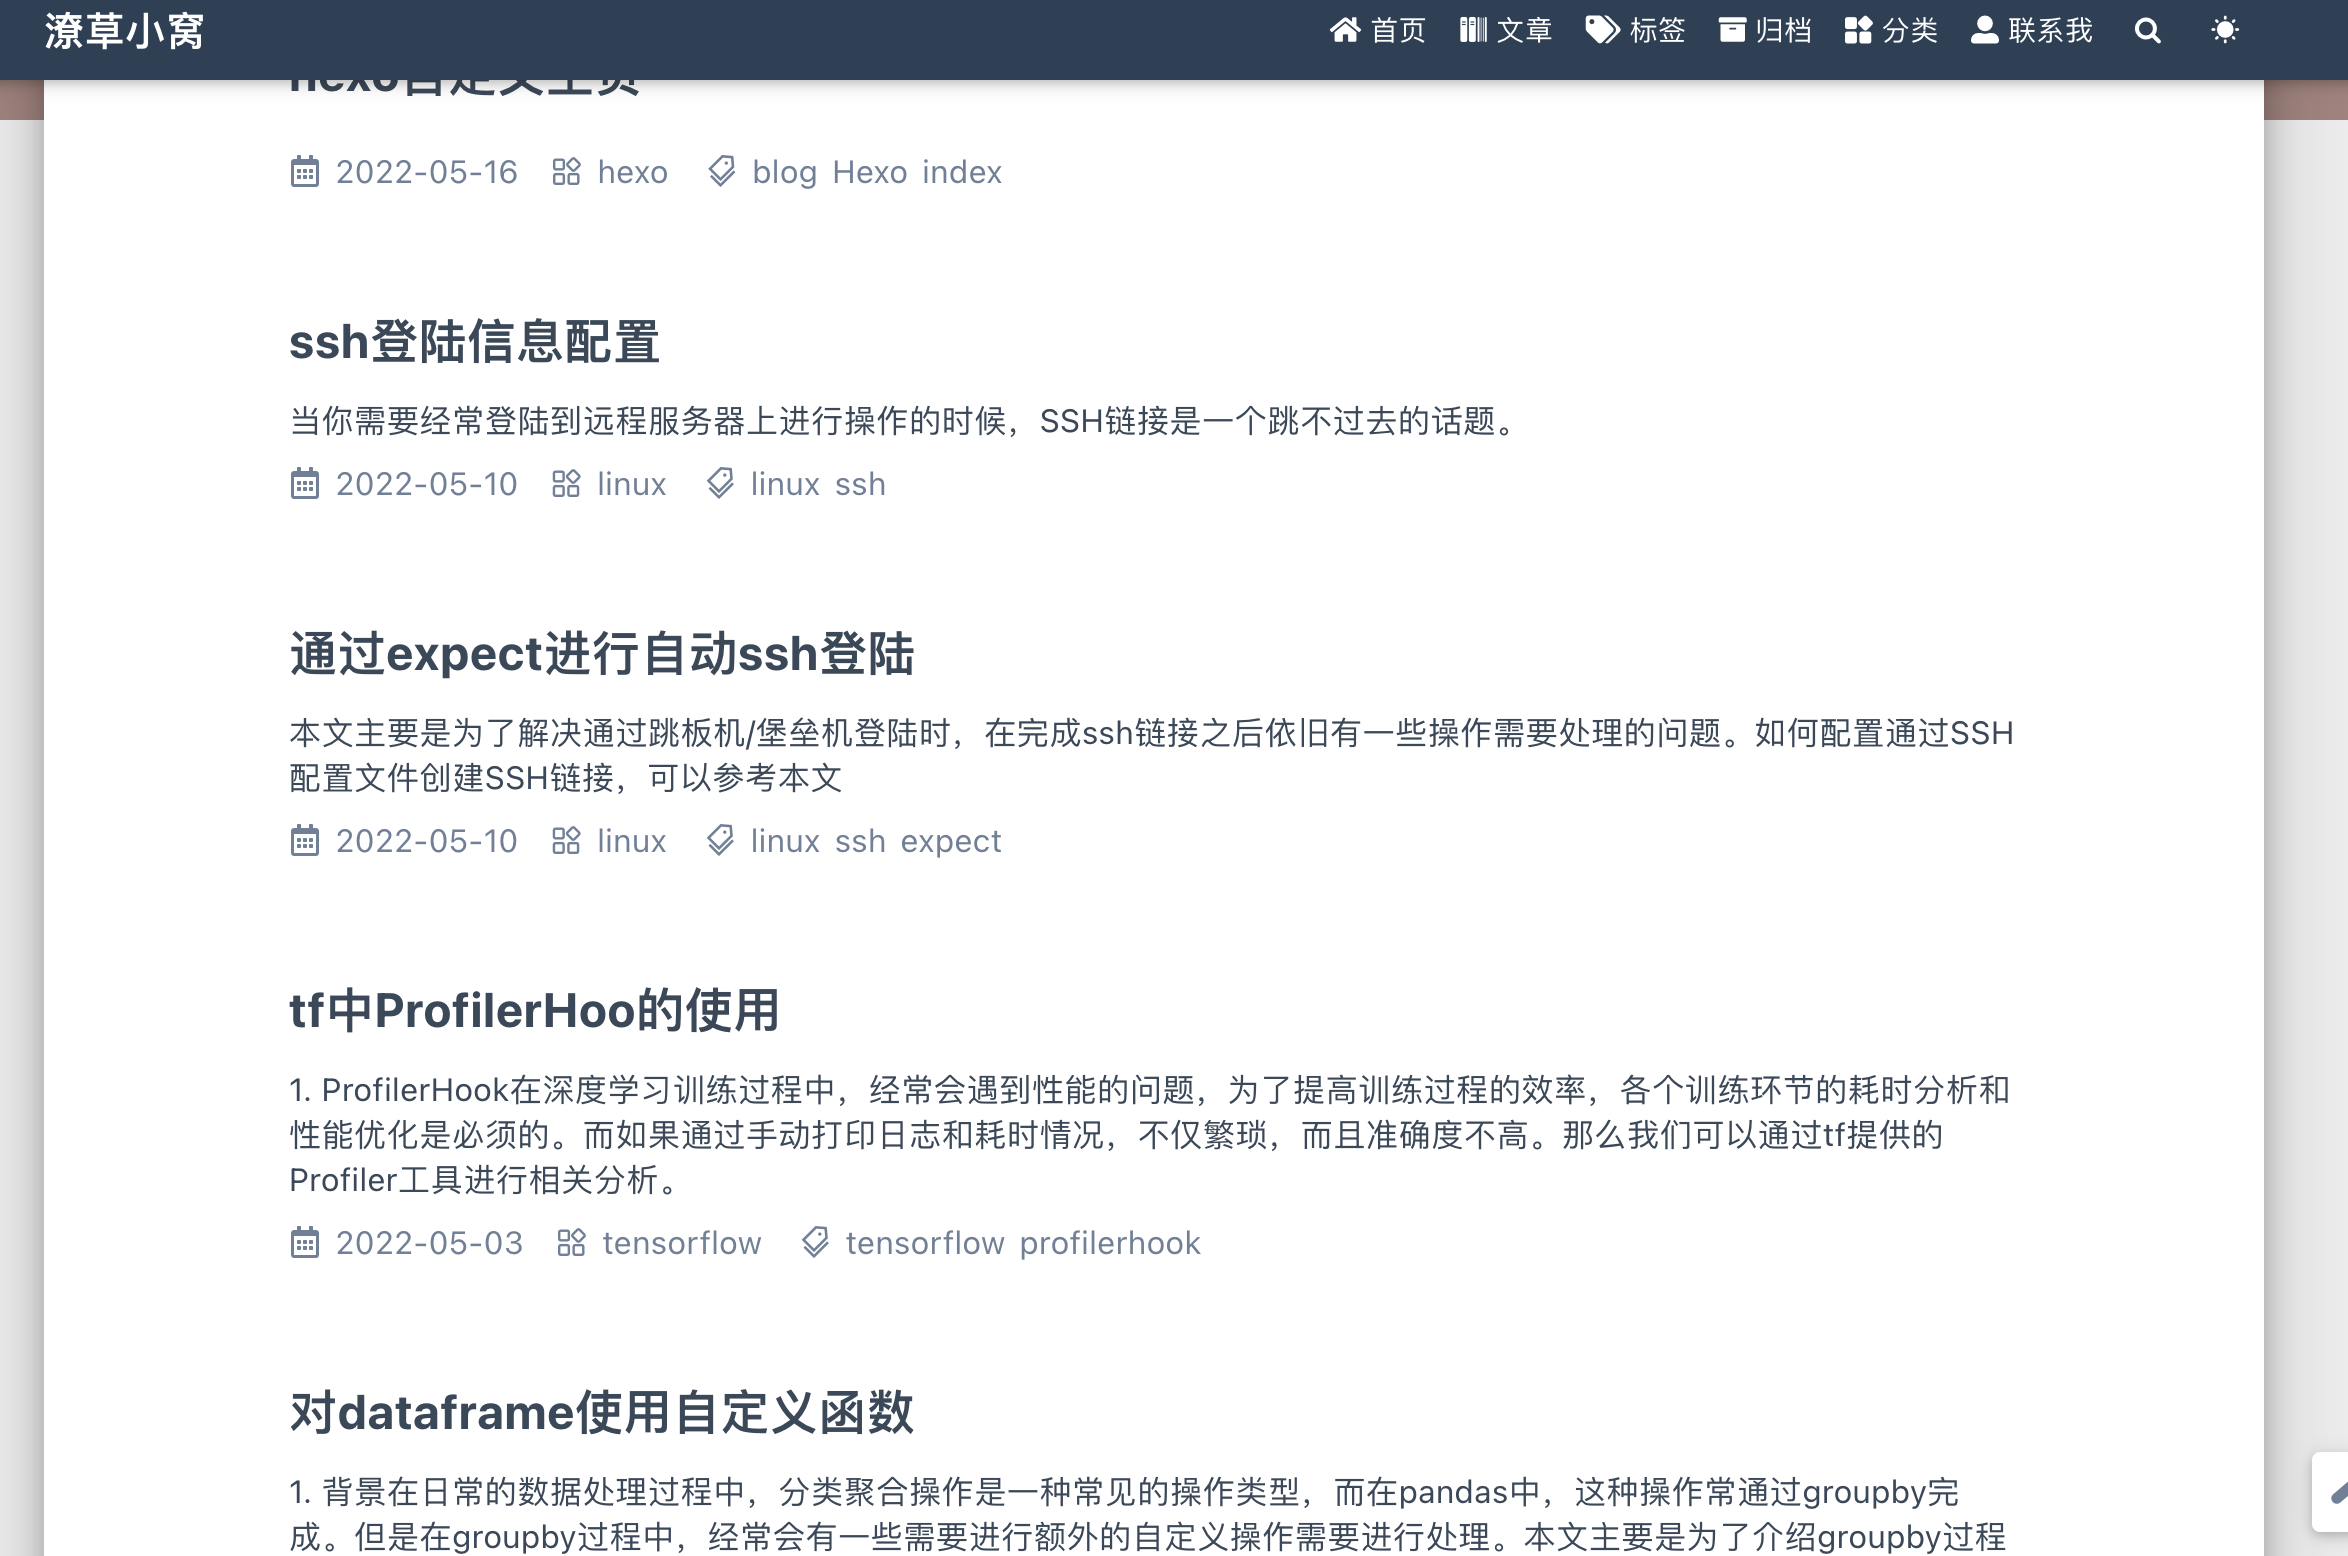 潦草小窝
首页 文章 标签 归档 分类 联系我
hexo自定义主页
2022-05-16 hexo blog Hexo index
ssh登陆信息配置
当你需要经常登陆到远程服务器上进行操作的时候，SSH链接是一个跳不过去的话题。
2022-05-10 linux linux ssh
通过expect进行自动ssh登陆
本文主要是为了解决通过跳板机/堡垒机登陆时，在完成ssh链接之后依旧有一些操作需要处理的问题。如何配置通过SSH
配置文件创建SSH链接，可以参考本文
2022-05-10 linux linux ssh expect
tf中ProfilerHoo的使用
1. ProfilerHook在深度学习训练过程中，经常会遇到性能的问题，为了提高训练过程的效率，各个训练环节的耗时分析和
性能优化是必须的。而如果通过手动打印日志和耗时情况，不仅繁琐，而且准确度不高。那么我们可以通过tf提供的
Profiler工具进行相关分析。
2022-05-03 tensorflow tensorflow profilerhook
对dataframe使用自定义函数
1. 背景在日常的数据处理过程中，分类聚合操作是一种常见的操作类型，而在pandas中，这种操作常通过groupby完
成。但是在groupby过程中，经常会有一些需要进行额外的自定义操作需要进行处理。本文主要是为了介绍groupby过程